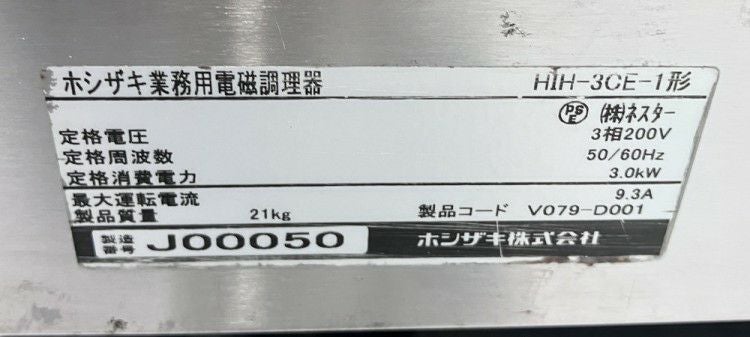 ホシザキ業務用電磁調理器 HIH-3CE-1形
PSE (株)ネスター
定格電圧 3相200V
定格周波数 50/60Hz
定格消費電力 3.0kW
最大運転電流 9.3A
製品質量 21kg 製品コード V079-D001
製造番号 J00050 ホシザキ株式会社